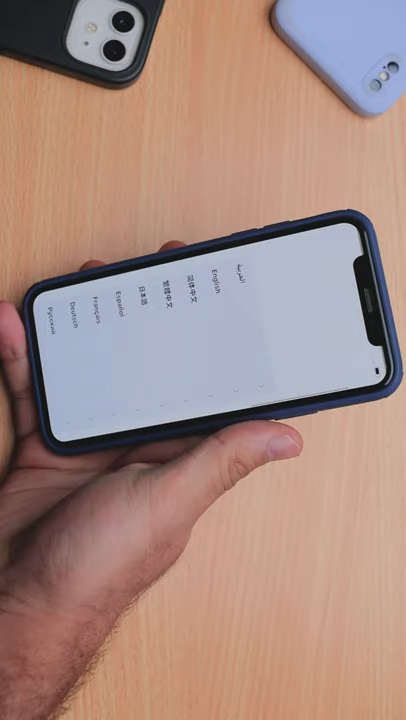 العربية
English
简体中文
繁體中文
日本語
Español
Français
Deutsch
Русский